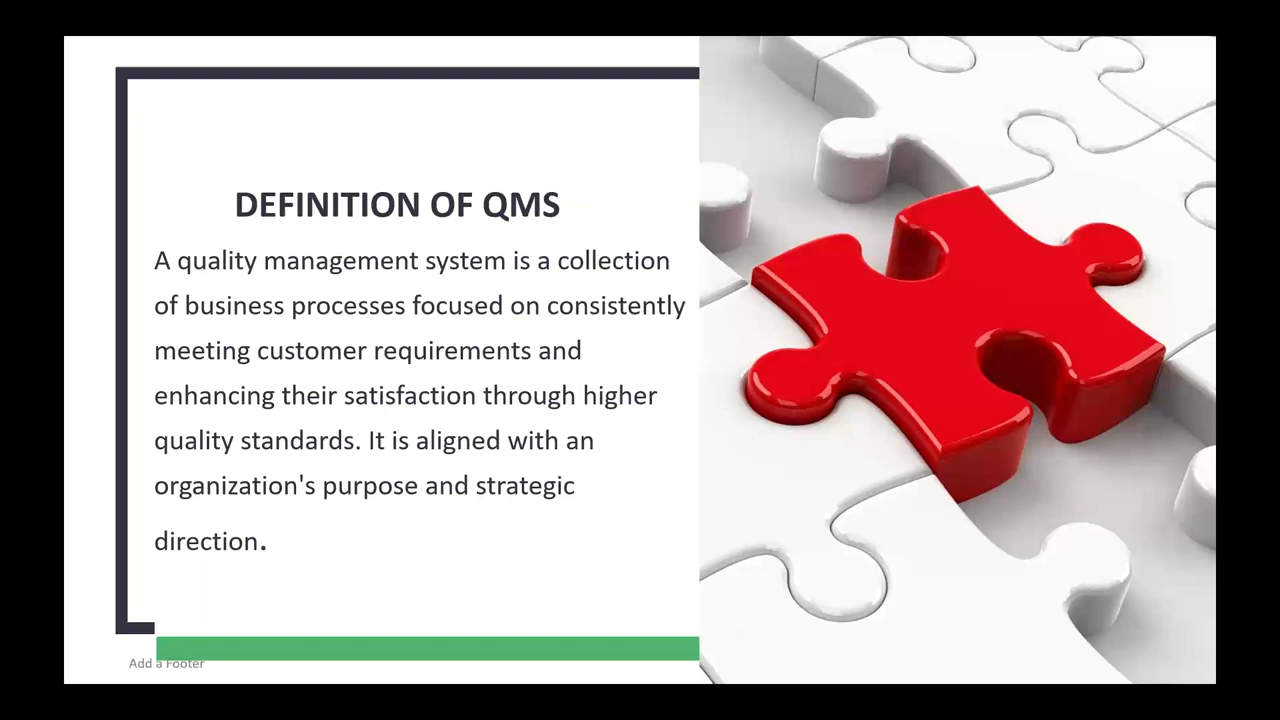 DEFINITION OF QMS
A quality management system is a collection
of business processes focused on consistently
meeting customer requirements and
enhancing their satisfaction through higher
quality standards. It is aligned with an
organization's purpose and strategic
direction.
Add a Footer